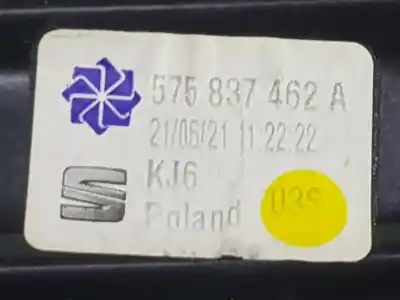 575 837 462 A
21/06/21 11.22.22
KJ6
Poland 03S